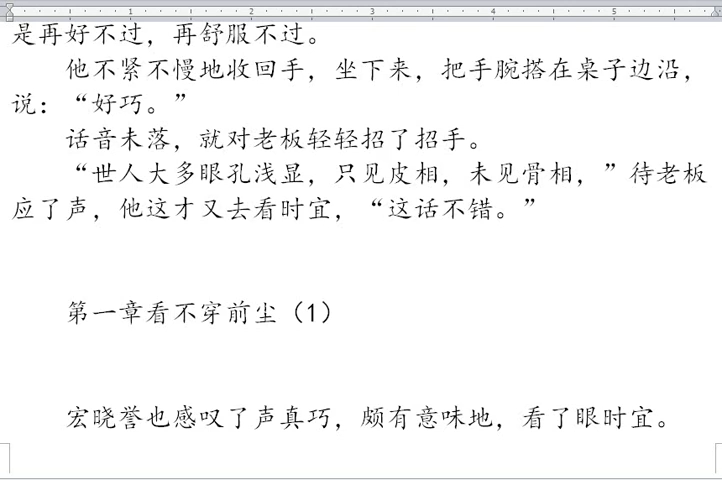 1 2 3 4 5
是再好不过，再舒服不过。
他不紧不慢地收回手，坐下来，把手腕搭在桌子边沿，
说：“好巧。”
话音未落，就对老板轻轻招了招手。
“世人大多眼孔浅显，只见皮相，未见骨相，”待老板
应了声，他这才又去看时宜，“这话不错。”
第一章看不穿前尘（1）
宏晓誉也感叹了声真巧，颇有意味地，看了眼时宜。